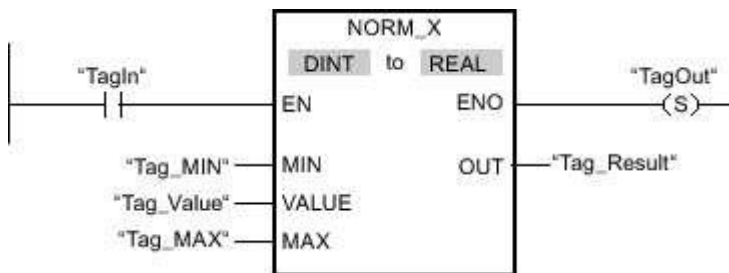 NORM_X
DINT to REAL
"TagIn"
"TagOut"
EN ENO
(S)
"Tag_MIN" MIN OUT "Tag_Result"
"Tag_Value" VALUE
"Tag_MAX" MAX